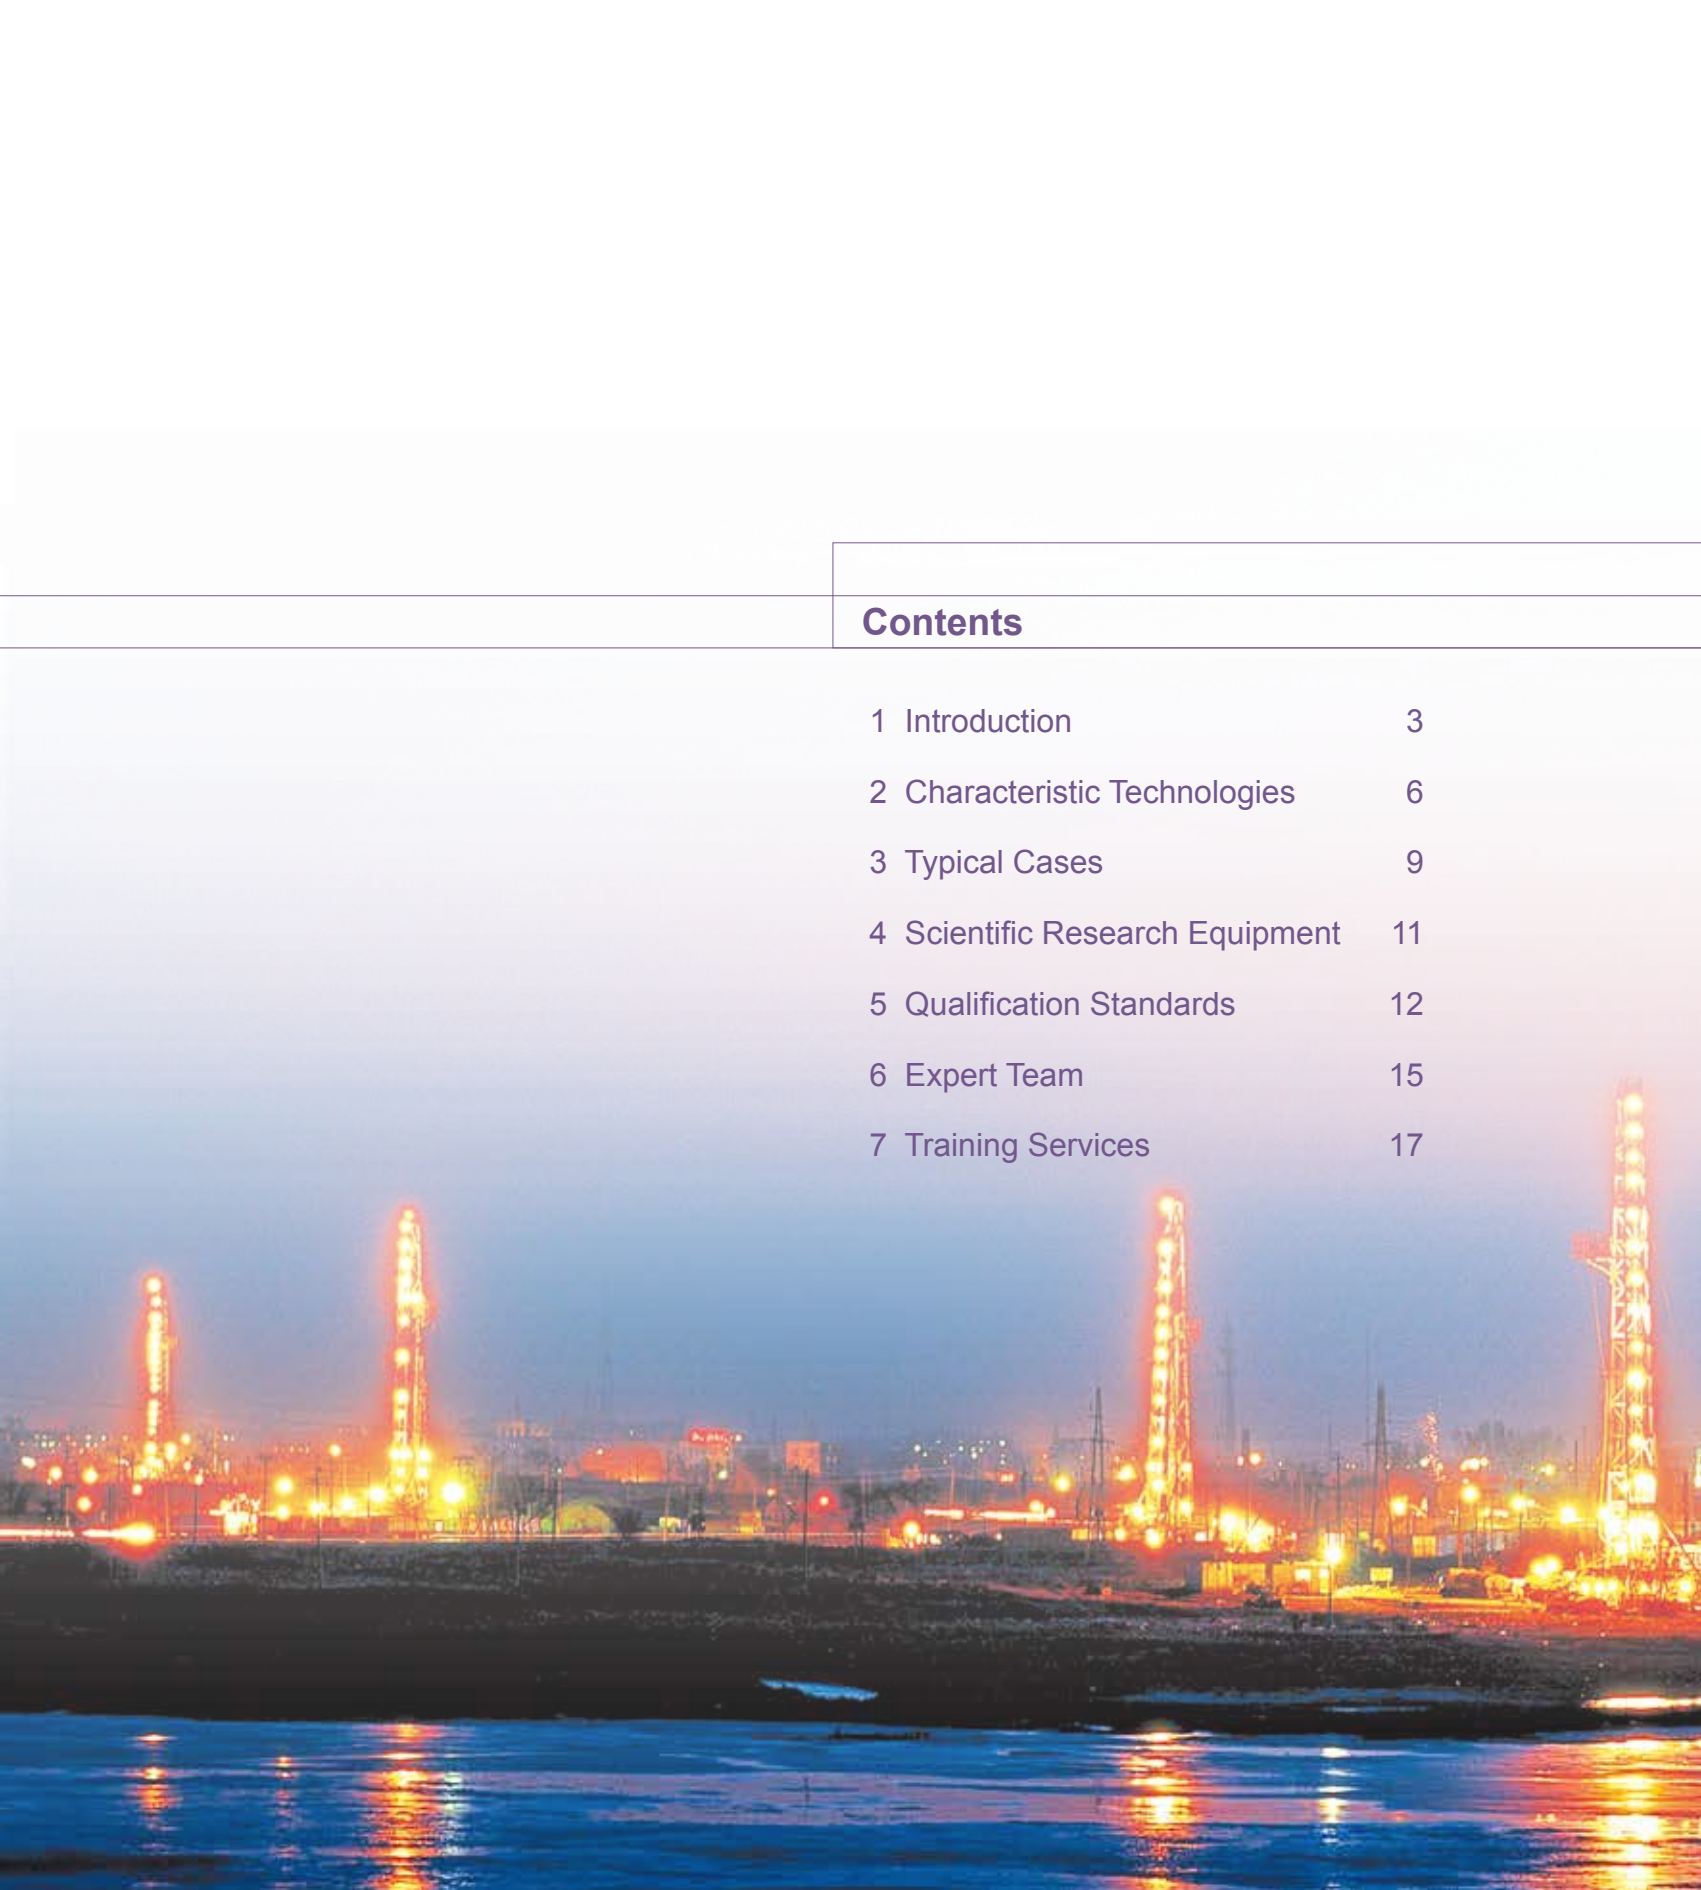 Contents
1 Introduction 3
2 Characteristic Technologies 6
3 Typical Cases 9
4 Scientific Research Equipment 11
5 Qualification Standards 12
6 Expert Team 15
7 Training Services 17